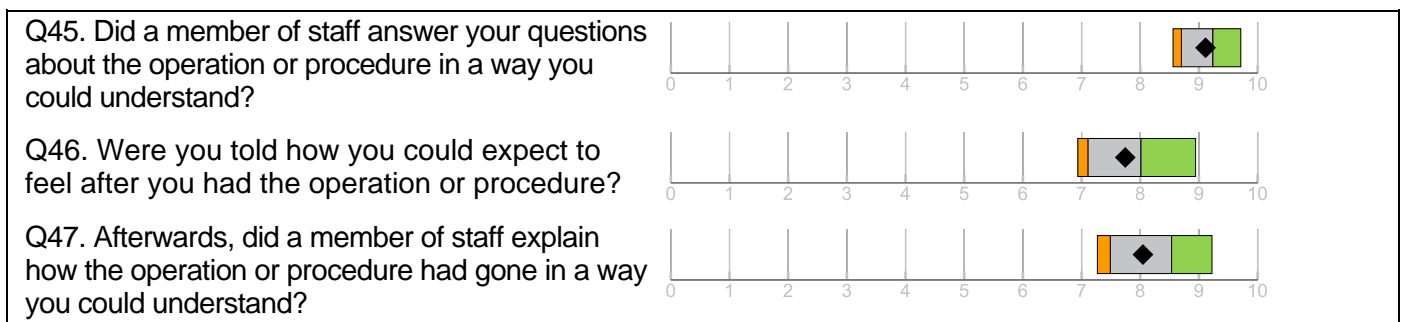 Q45. Did a member of staff answer your questions
about the operation or procedure in a way you
could understand?
0 1 2 3 4 5 6 7 8 9 10
Q46. Were you told how you could expect to
feel after you had the operation or procedure?
0 1 2 3 4 5 6 7 8 9 10
Q47. Afterwards, did a member of staff explain
how the operation or procedure had gone in a way
you could understand?
0 1 2 3 4 5 6 7 8 9 10